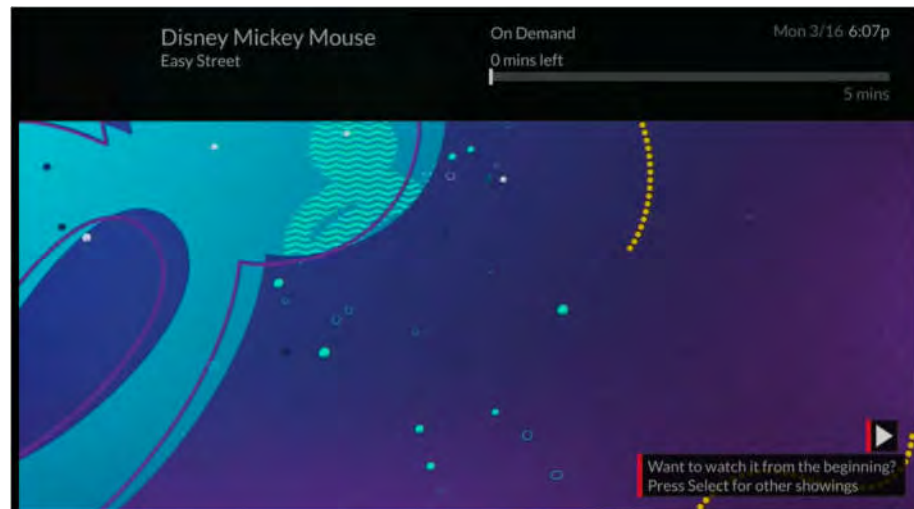 Disney Mickey Mouse
Easy Street
On Demand
Mon 3/16 6:07p
0 mins left
5 mins
Want to watch it from the beginning?
Press Select for other showings